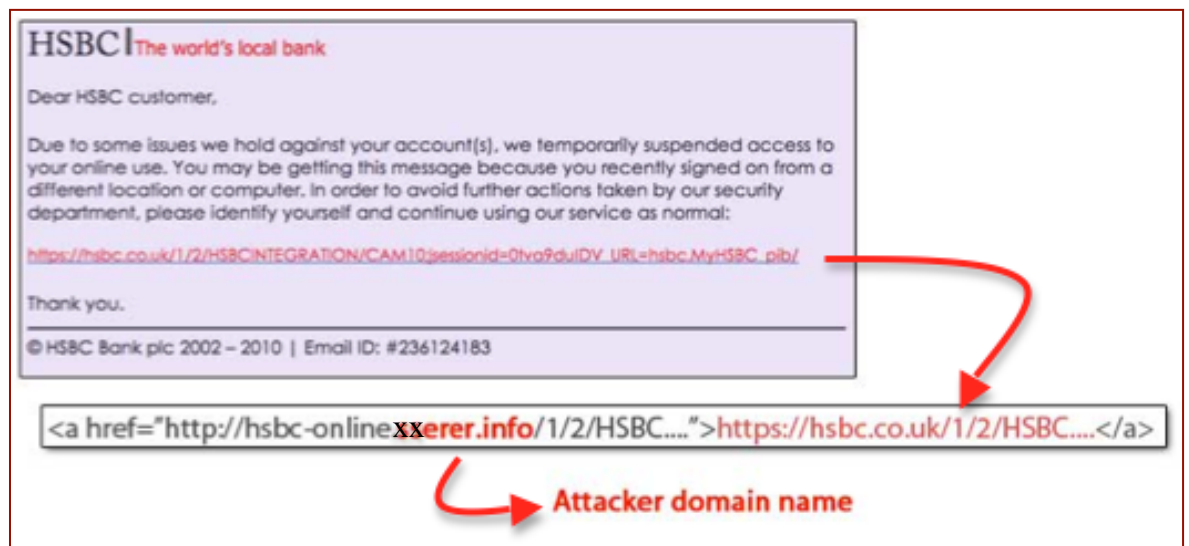 HSBC The world's local bank
Dear HSBC customer,
Due to some issues we hold against your account(s), we temporarily suspended access to
your online use. You may be getting this message because you recently signed on from a
different location or computer. In order to avoid further actions taken by our security
department, please identify yourself and continue using our service as normal:
https://hsbc.co.uk/1/2/HSBCINTEGRATION/CAM10;jsessionid=0tva9duIDV_URL=hsbc.MyHSBC_pib/
Thank you.
© HSBC Bank plc 2002 – 2010 | Email ID: #236124183
<a href="http://hsbc-onlinexxerer.info/1/2/HSBC....">https://hsbc.co.uk/1/2/HSBC....</a>
Attacker domain name